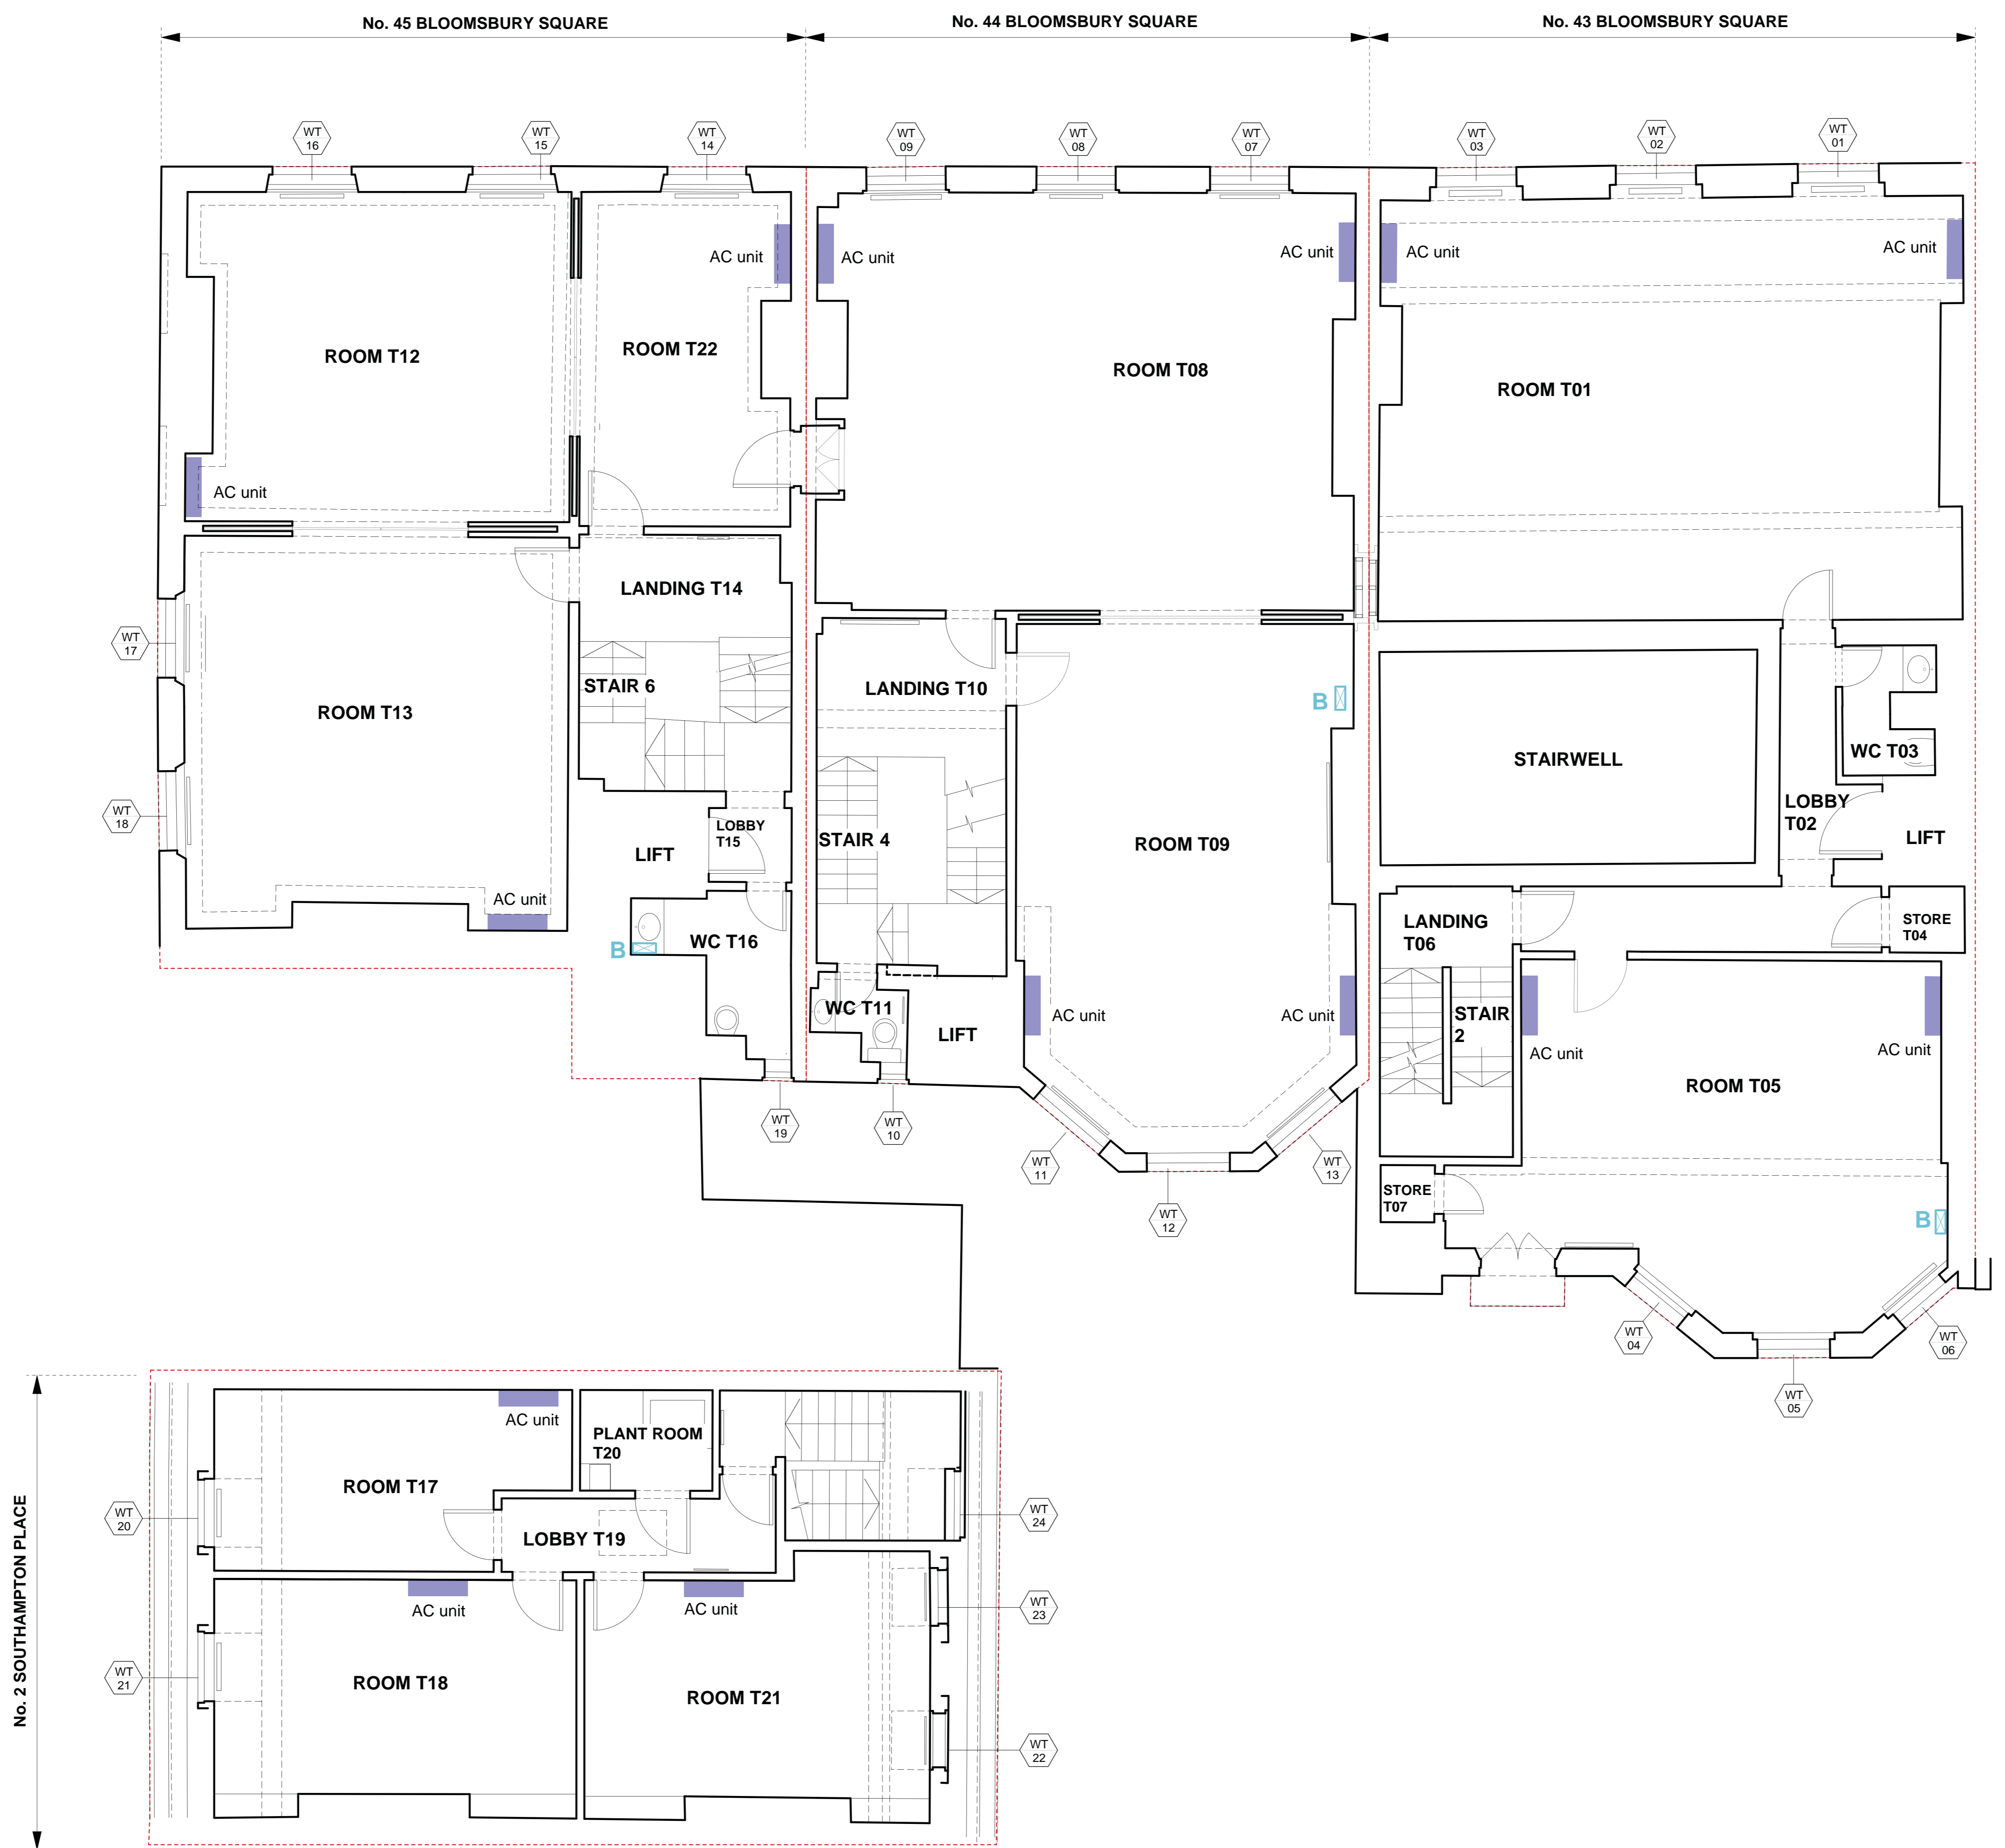 No. 45 BLOOMSBURY SQUARE
No. 44 BLOOMSBURY SQUARE
No. 43 BLOOMSBURY SQUARE
WT
16
WT
15
WT
14
WT
09
WT
08
WT
07
WT
03
WT
02
WT
01
AC unit
AC unit
AC unit
AC unit
AC unit
ROOM T12
ROOM T22
ROOM T08
ROOM T01
AC unit
LANDING T14
WT
17
STAIR 6
LANDING T10
B
ROOM T13
WC T03
STAIRWELL
WT
18
LOBBY
T15
LIFT
STAIR 4
ROOM T09
LOBBY
T02
LIFT
AC unit
WC T16
B
LANDING
T06
STORE
T04
WC T11
LIFT
AC unit
AC unit
STAIR
2
AC unit
AC unit
ROOM T05
WT
19
WT
10
WT
11
WT
13
WT
12
STORE
T07
B
WT
04
WT
06
WT
05
No. 2 SOUTHAMPTON PLACE
AC unit
PLANT ROOM
T20
ROOM T17
WT
20
LOBBY T19
WT
24
AC unit
AC unit
WT
23
WT
21
ROOM T18
ROOM T21
WT
22